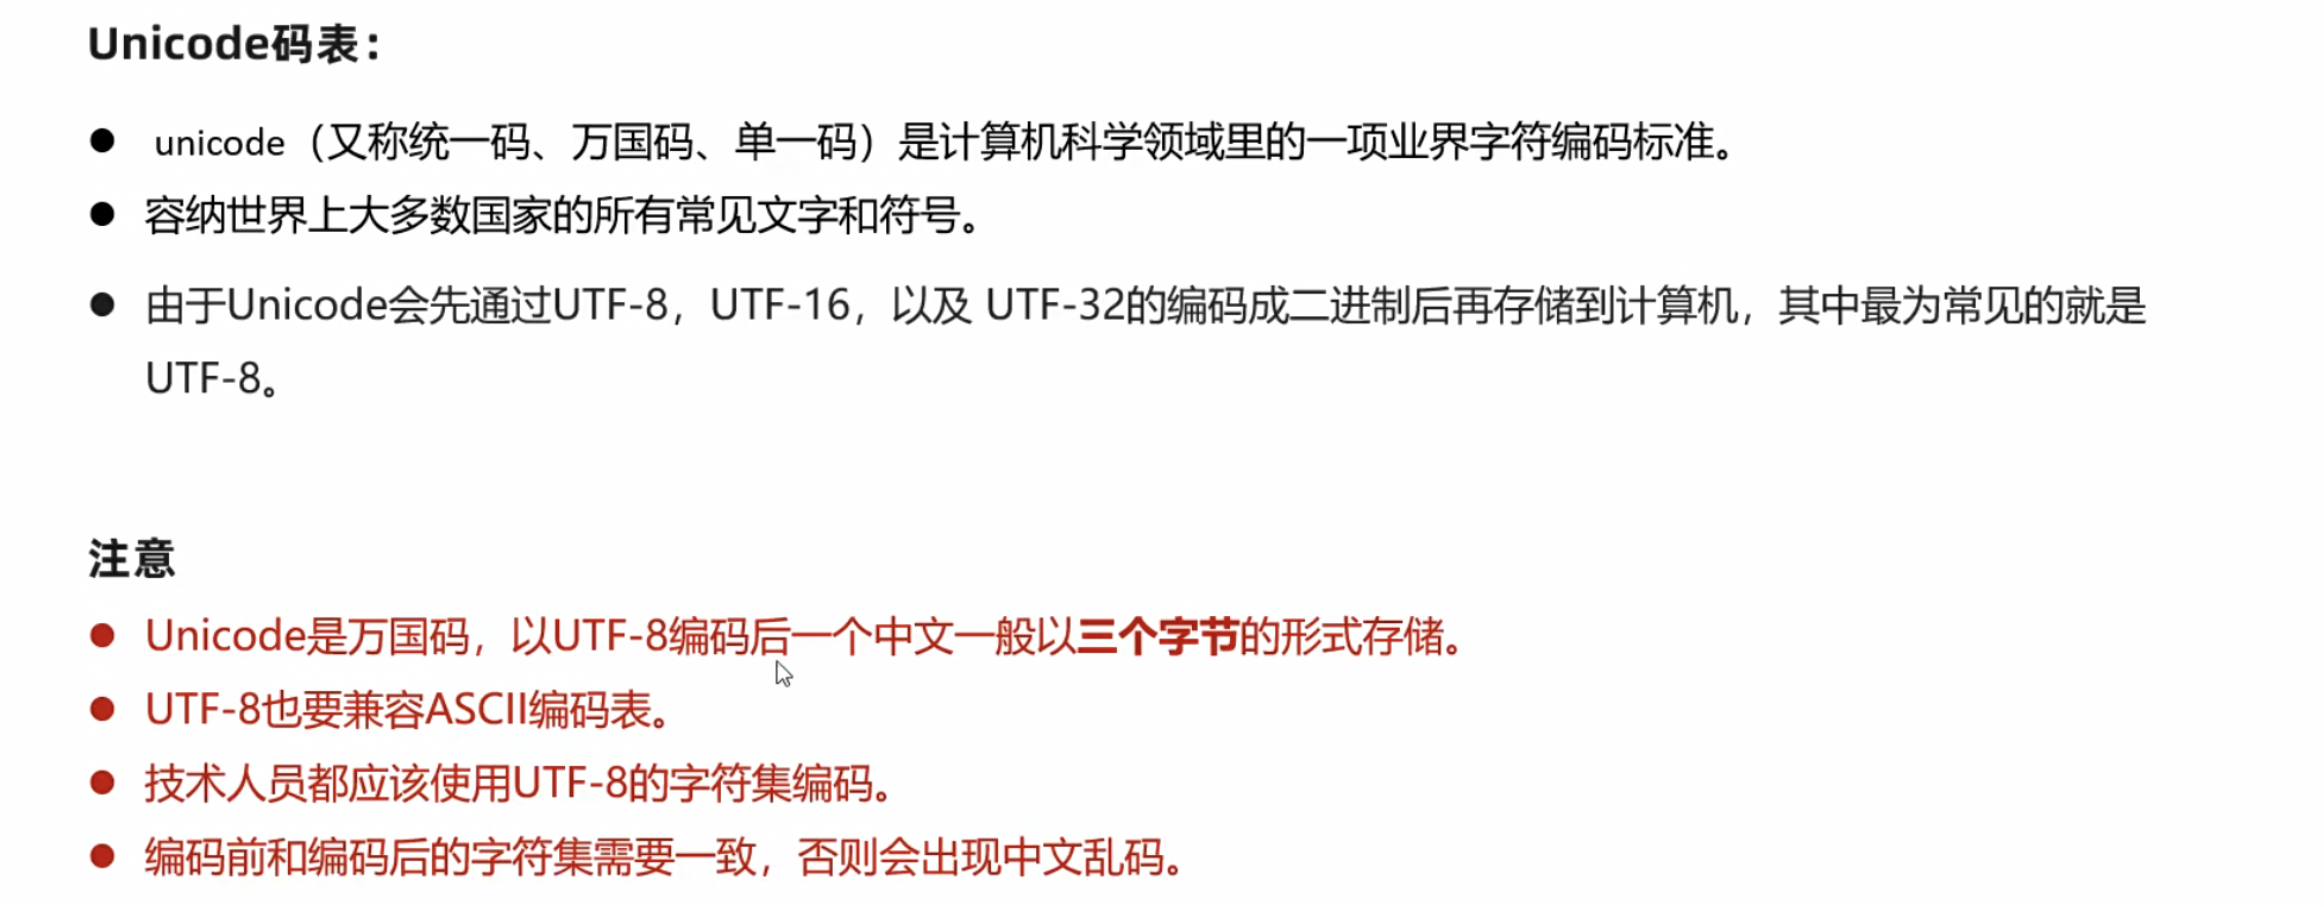 Unicode码表：
● unicode（又称统一码、万国码、单一码）是计算机科学领域里的一项业界字符编码标准。
● 容纳世界上大多数国家的所有常见文字和符号。
● 由于Unicode会先通过UTF-8，UTF-16，以及 UTF-32的编码成二进制后再存储到计算机，其中最为常见的就是
UTF-8。
注意
● Unicode是万国码，以UTF-8编码后一个中文一般以三个字节的形式存储。
● UTF-8也要兼容ASCII编码表。
● 技术人员都应该使用UTF-8的字符集编码。
● 编码前和编码后的字符集需要一致，否则会出现中文乱码。